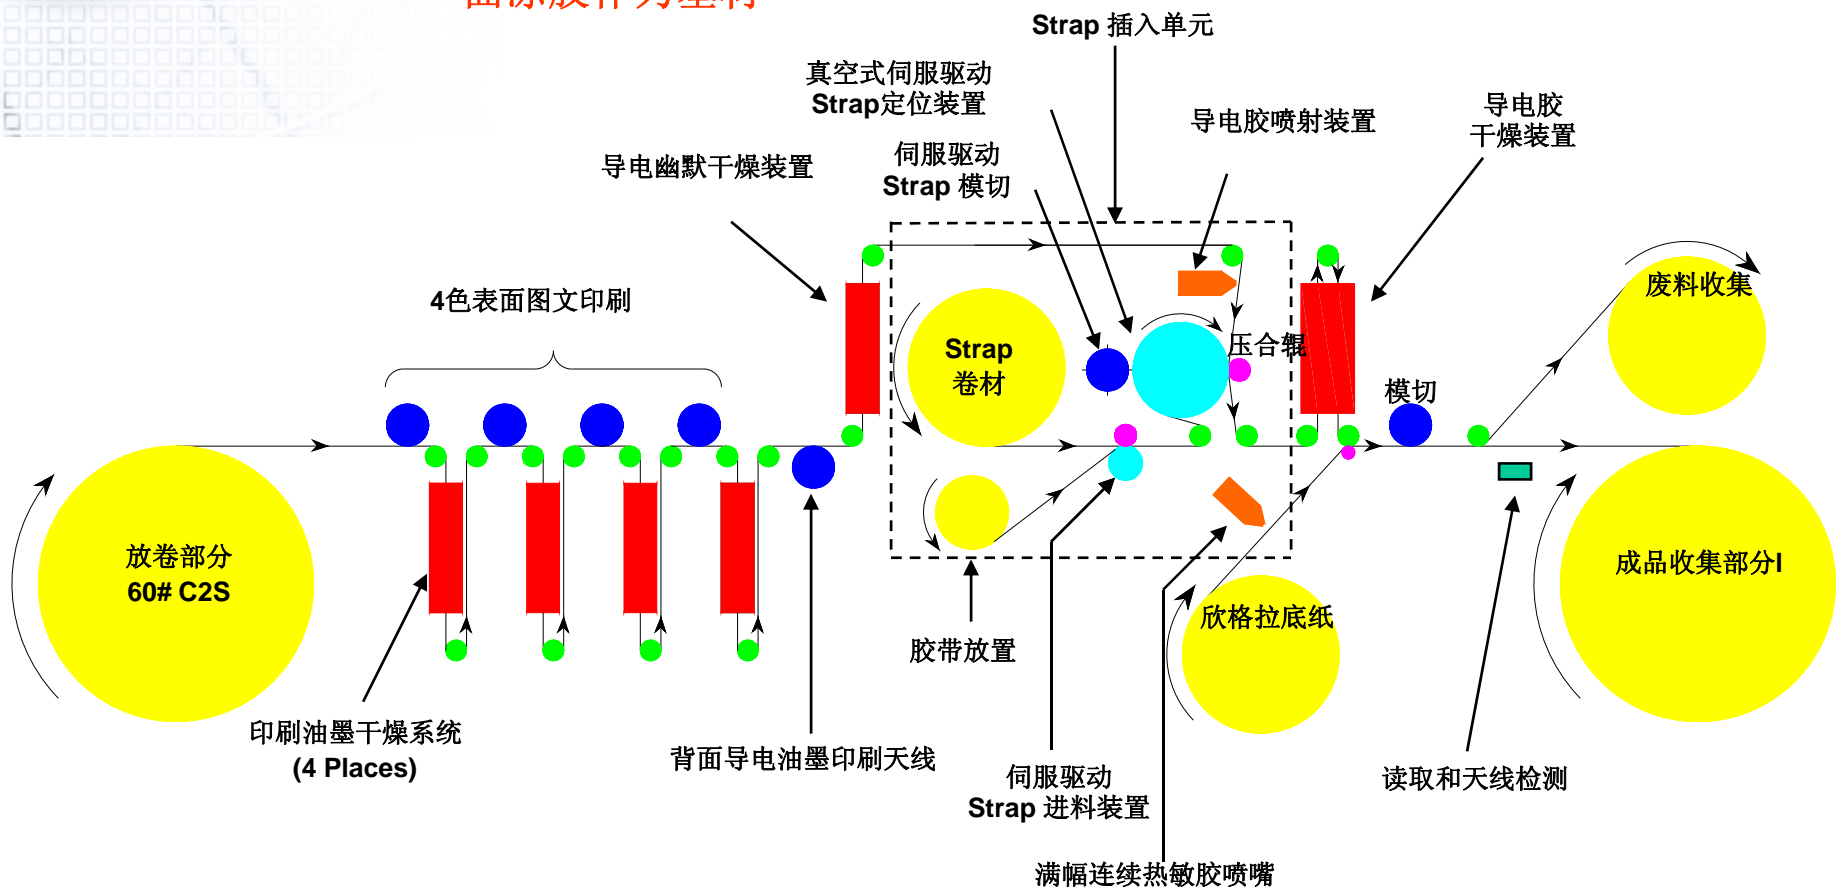 Strap 插入单元
真空式伺服驱动
Strap定位装置
导电胶喷射装置
导电胶
干燥装置
导电幽默干燥装置
伺服驱动
Strap 模切
4色表面图文印刷
Strap
卷材
压合辊
模切
废料收集
放卷部分
60# C2S
成品收集部分I
欣格拉底纸
胶带放置
印刷油墨干燥系统
(4 Places)
背面导电油墨印刷天线
伺服驱动
Strap 进料装置
读取和天线检测
满幅连续热敏胶喷嘴